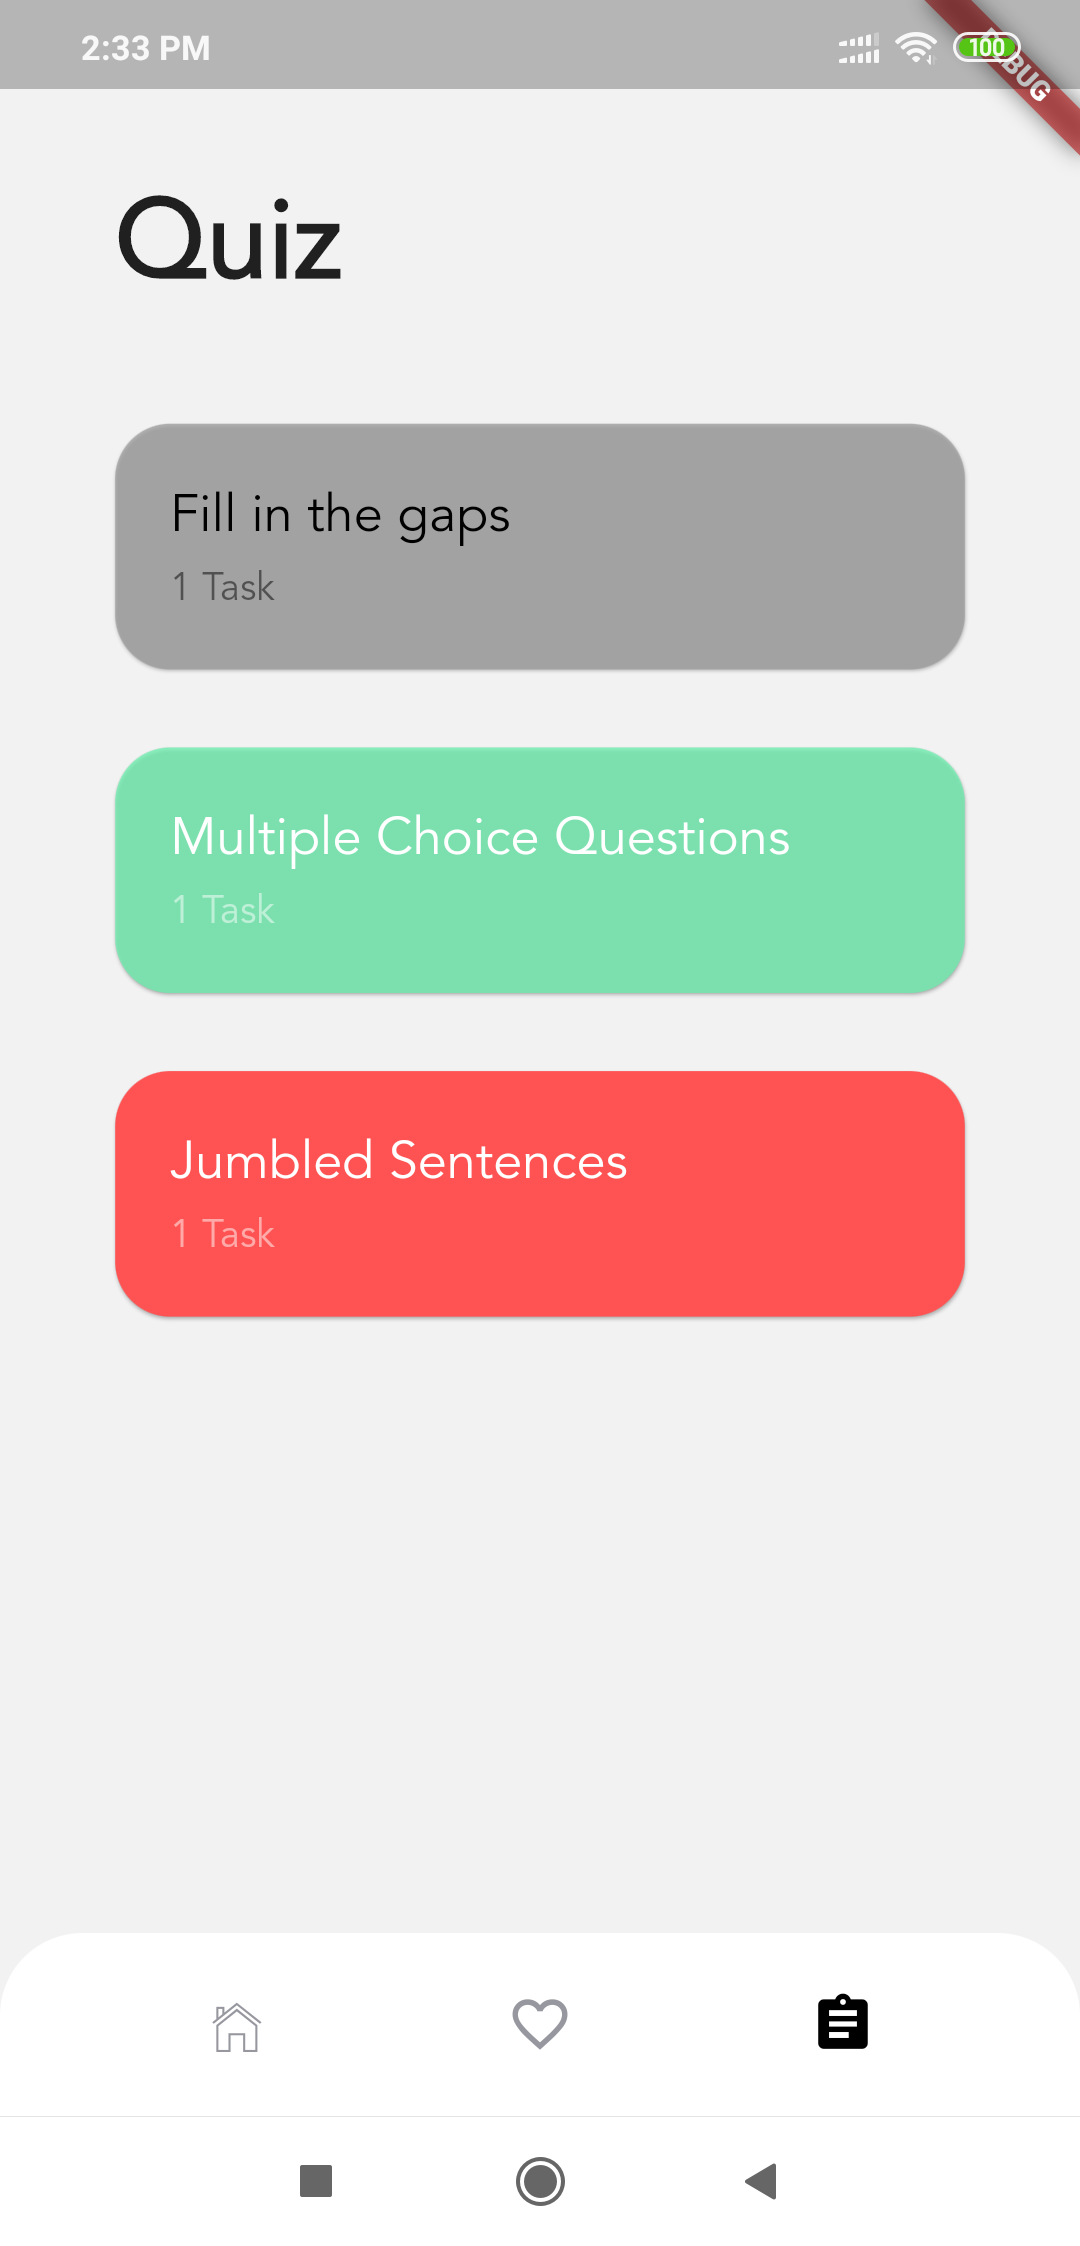 2:33 PM
100
DEBUG
Quiz
Fill in the gaps
1 Task
Multiple Choice Questions
1 Task
Jumbled Sentences
1 Task